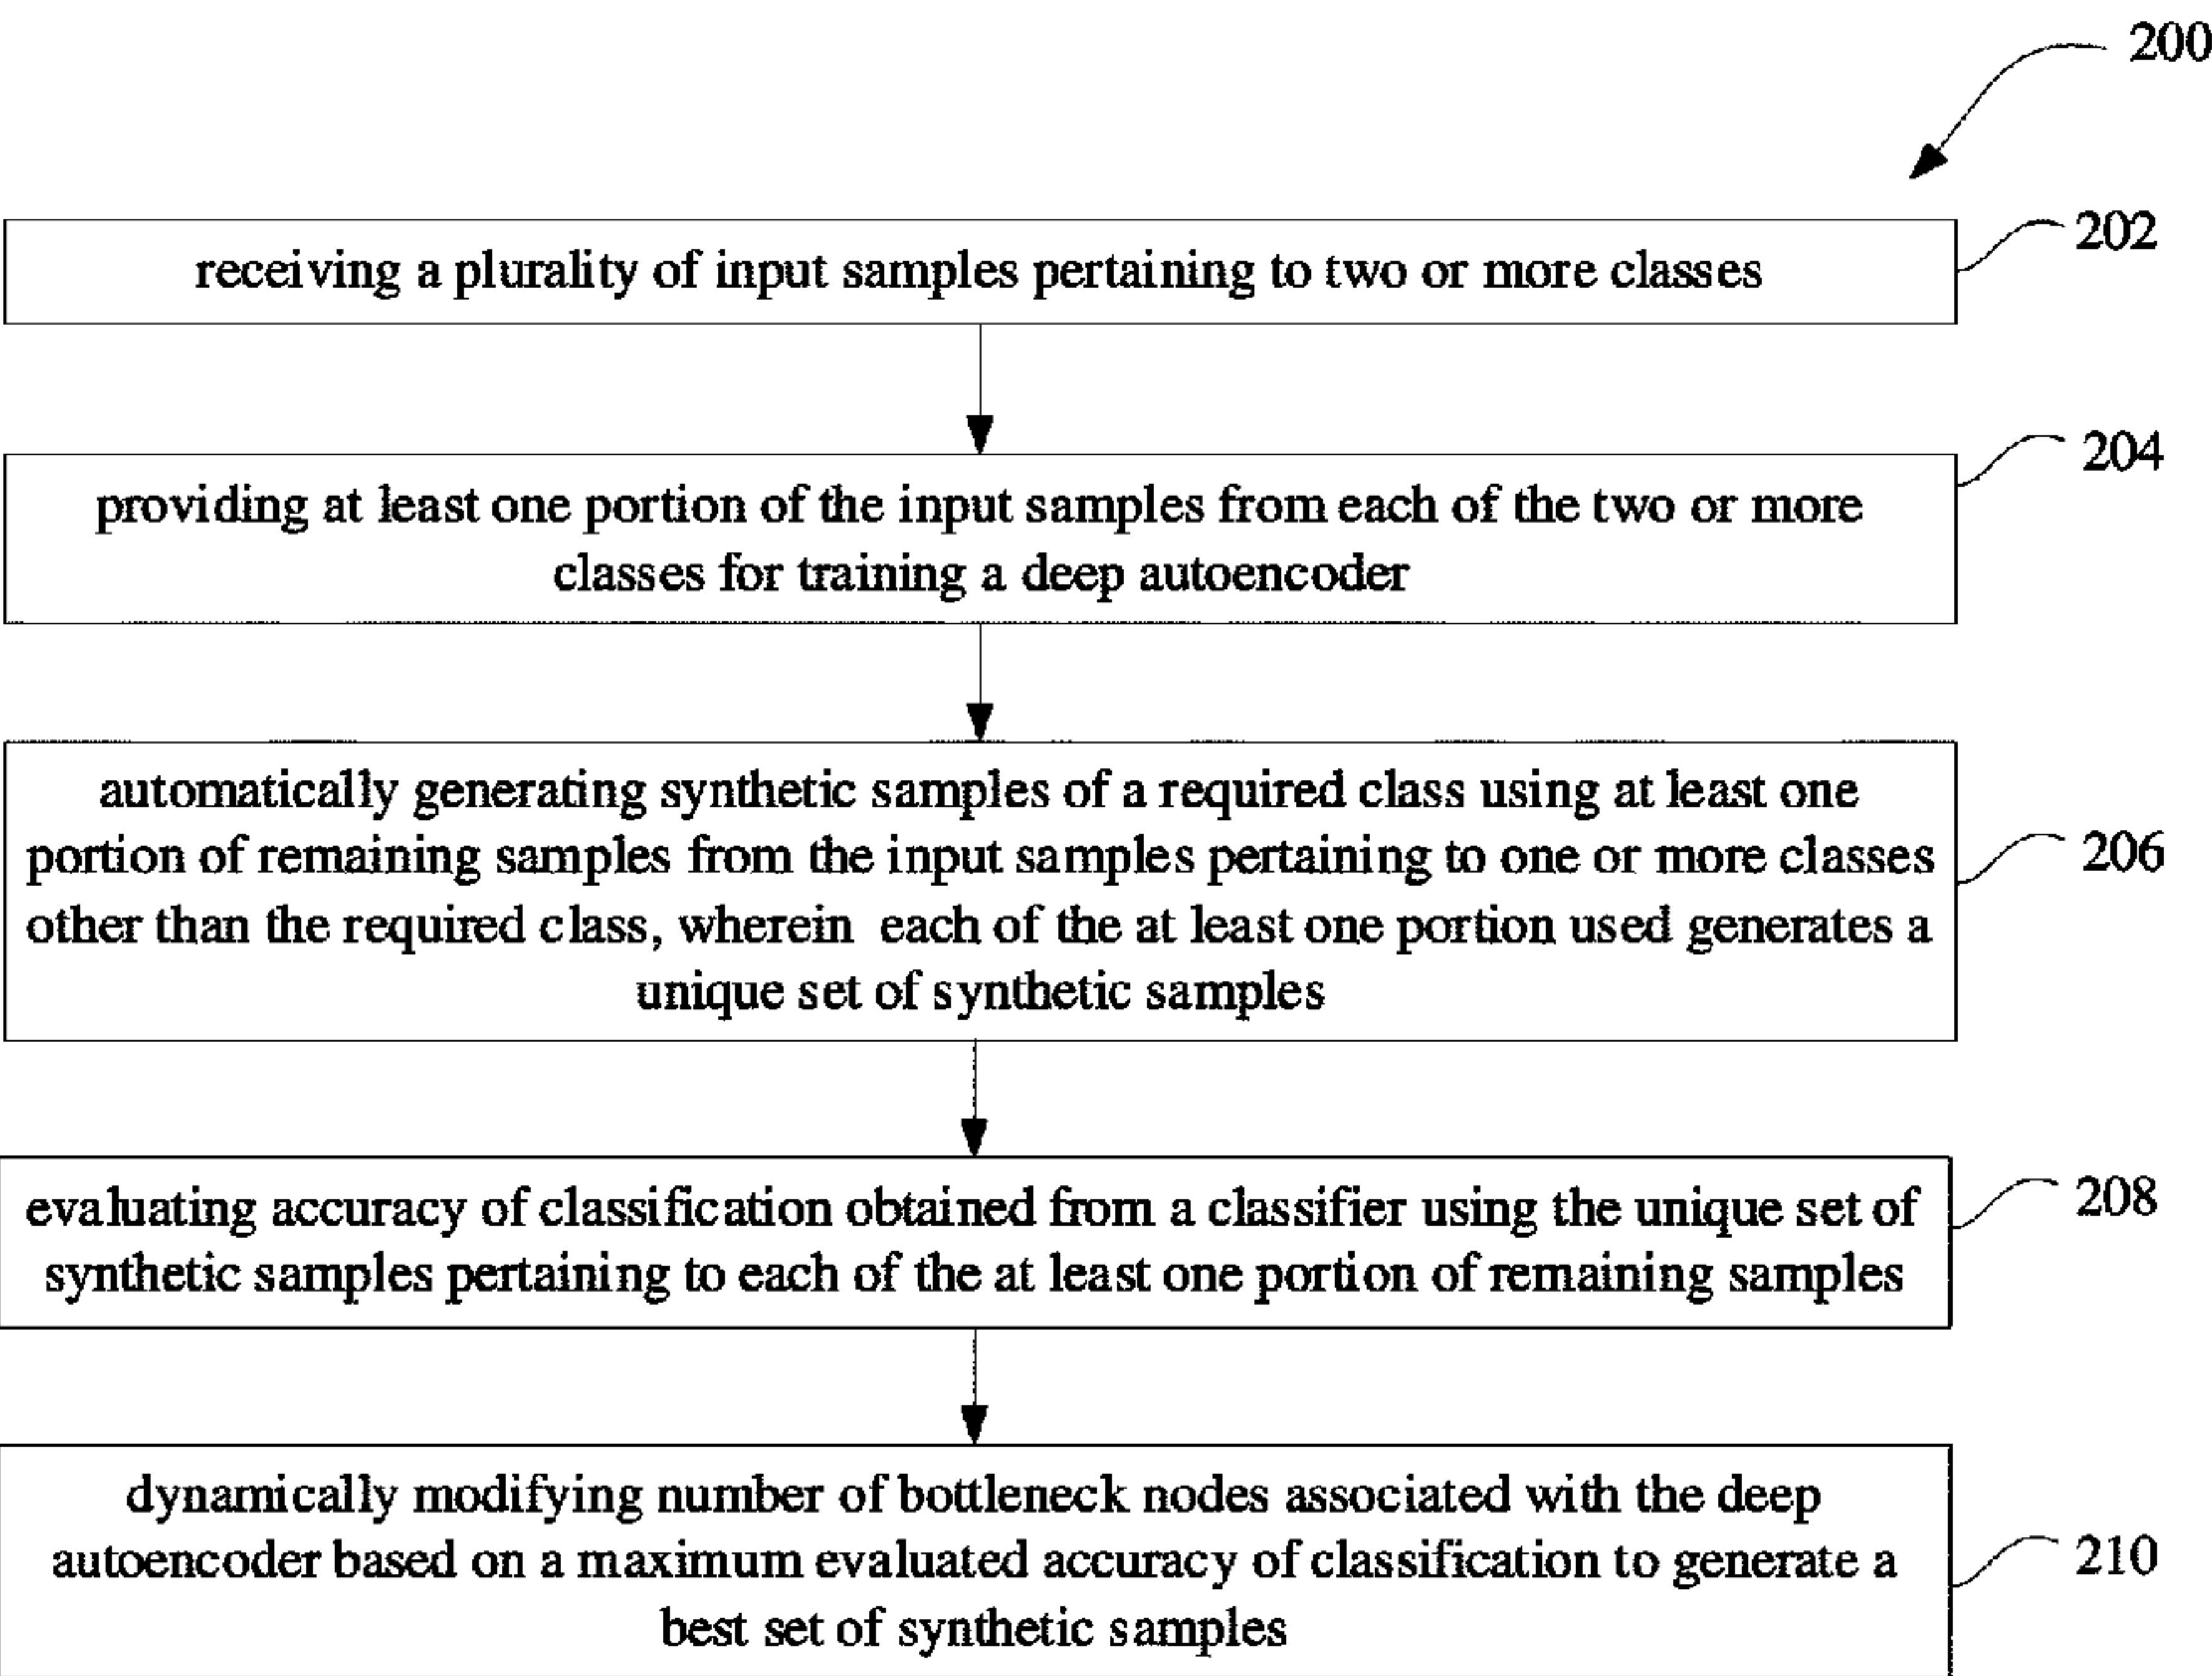 200
202
receiving a plurality of input samples pertaining to two or more classes
204
providing at least one portion of the input samples from each of the two or more
classes for training a deep autoencoder
automatically generating synthetic samples of a required class using at least one
portion of remaining samples from the input samples pertaining to one or more classes
206
other than the required class, wherein each of the at least one portion used generates a
unique set of synthetic samples
208
evaluating accuracy of classification obtained from a classifier using the unique set of
synthetic samples pertaining to each of the at least one portion of remaining samples
dynamically modifying number of bottleneck nodes associated with the deep
autoencoder based on a maximum evaluated accuracy of classification to generate a
210
best set of synthetic samples